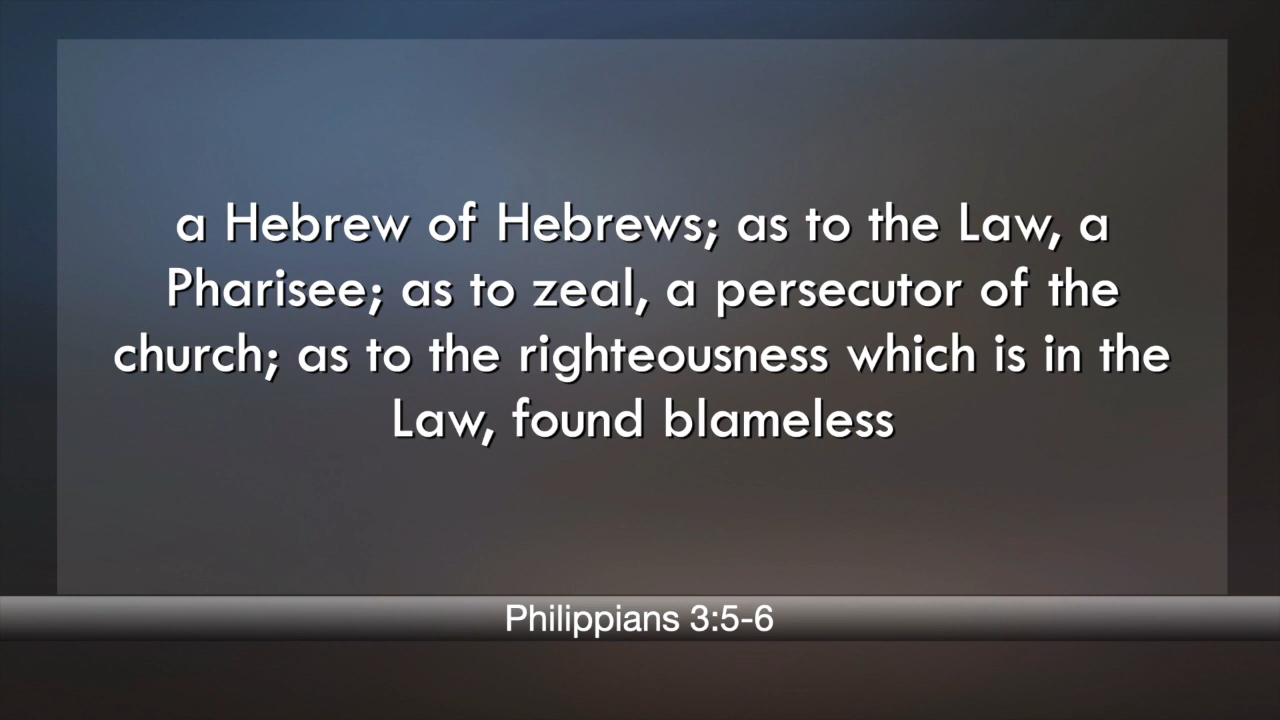 a Hebrew of Hebrews; as to the Law, a
Pharisee; as to zeal, a persecutor of the
church; as to the righteousness which is in the
Law, found blameless
Philippians 3:5-6